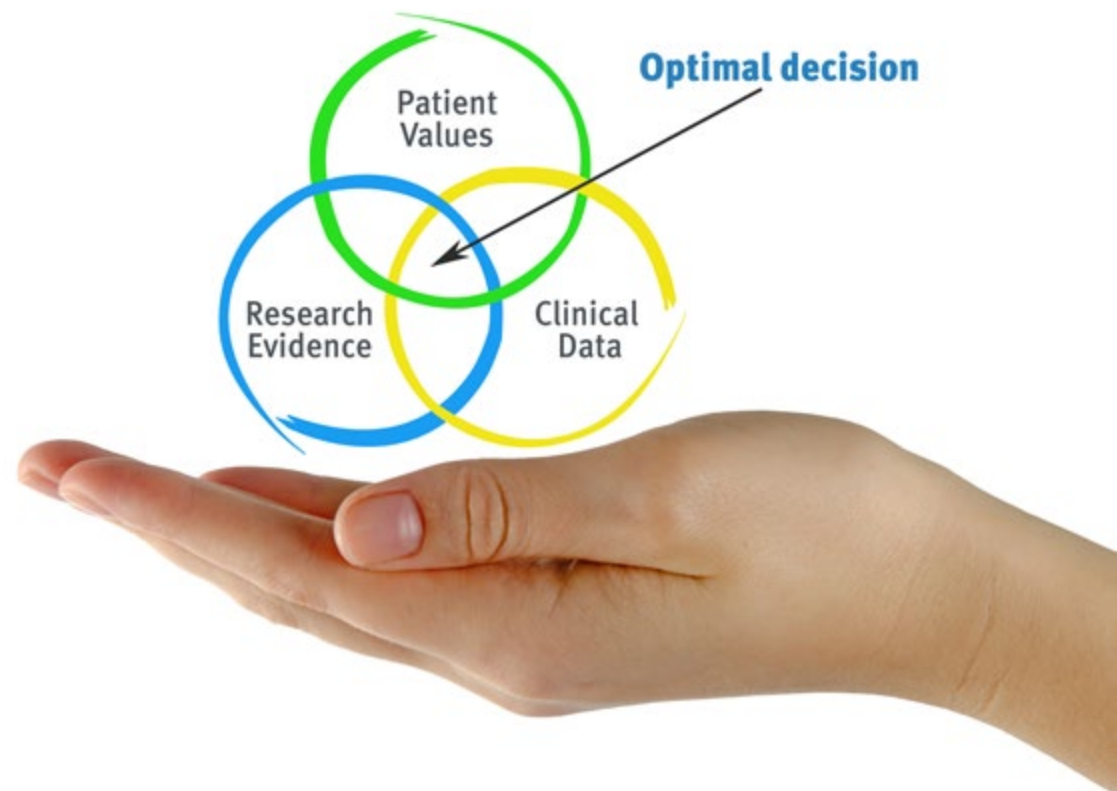 Optimal decision
Patient
Values
Research
Evidence
Clinical
Data